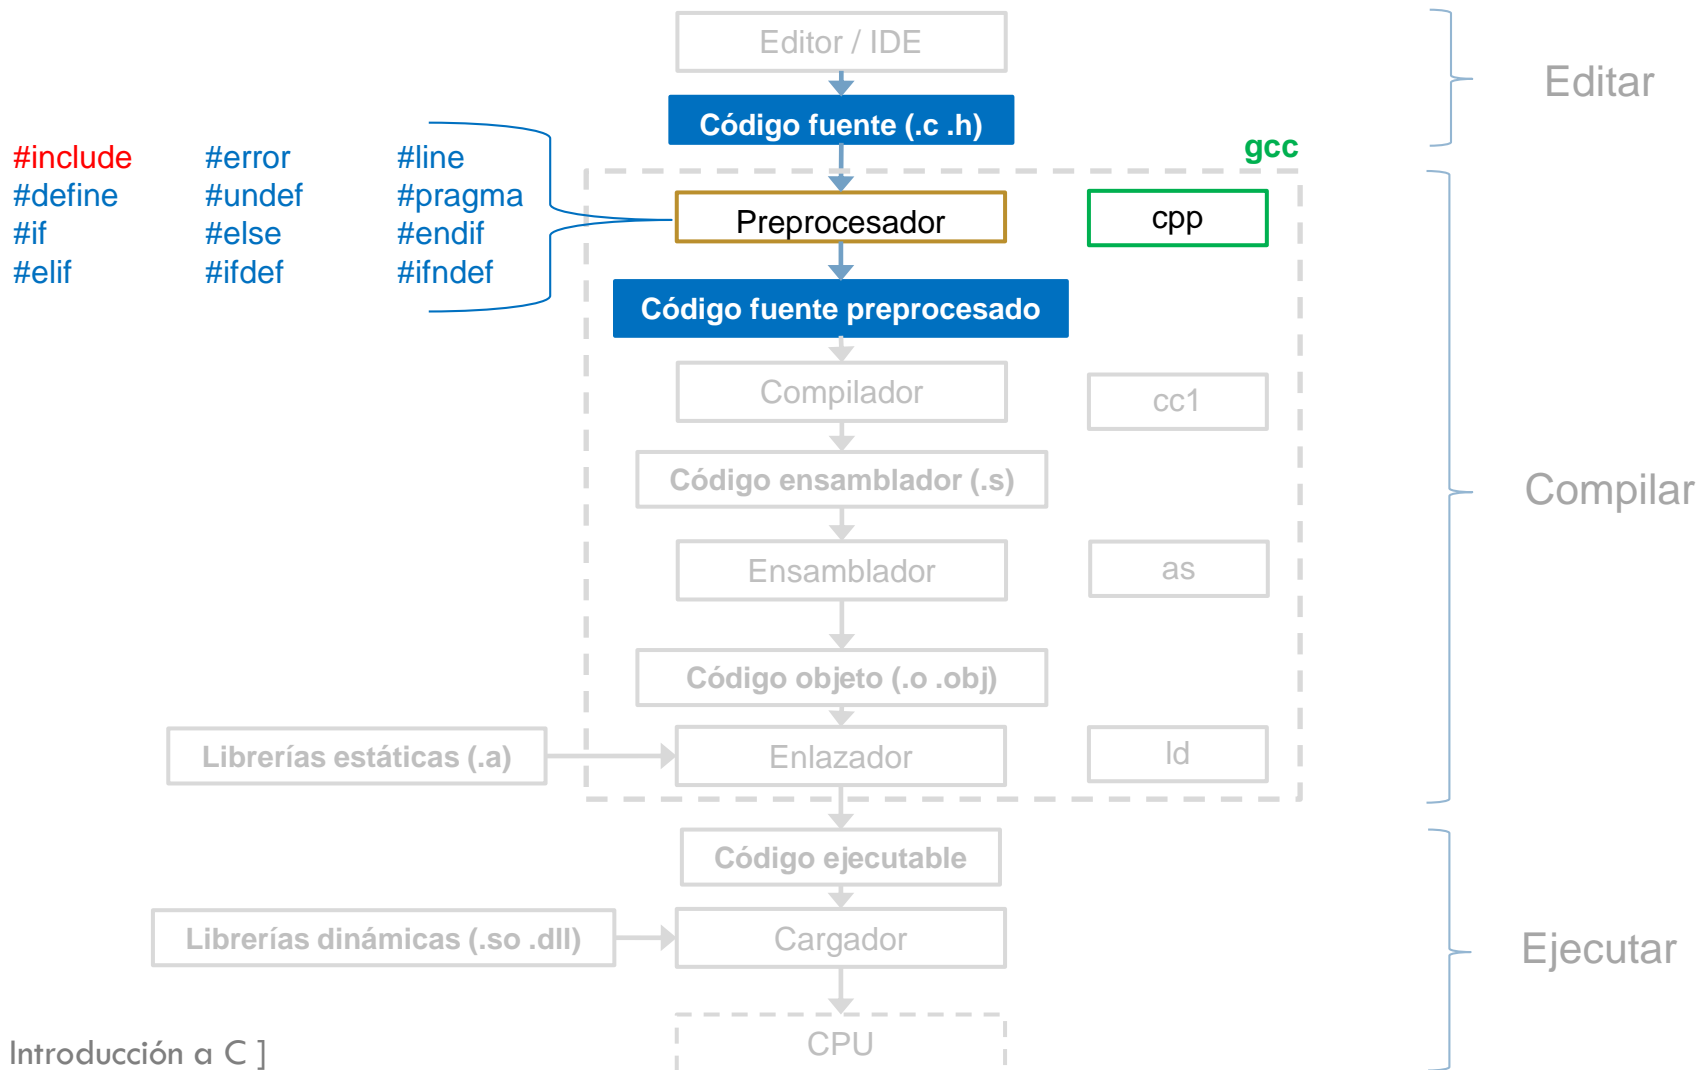 Editor / IDE
Editar
Código fuente (.c .h)
gcc
#include #error #line
#define #undef #pragma
#if #else #endif
#elif #ifdef #ifndef
Preprocesador
cpp
Código fuente preprocesado
Compilador
cc1
Código ensamblador (.s)
Compilar
Ensamblador
as
Código objeto (.o .obj)
Librerías estáticas (.a)
Enlazador
ld
Código ejecutable
Librerías dinámicas (.so .dll)
Cargador
Ejecutar
CPU
Introducción a C ]